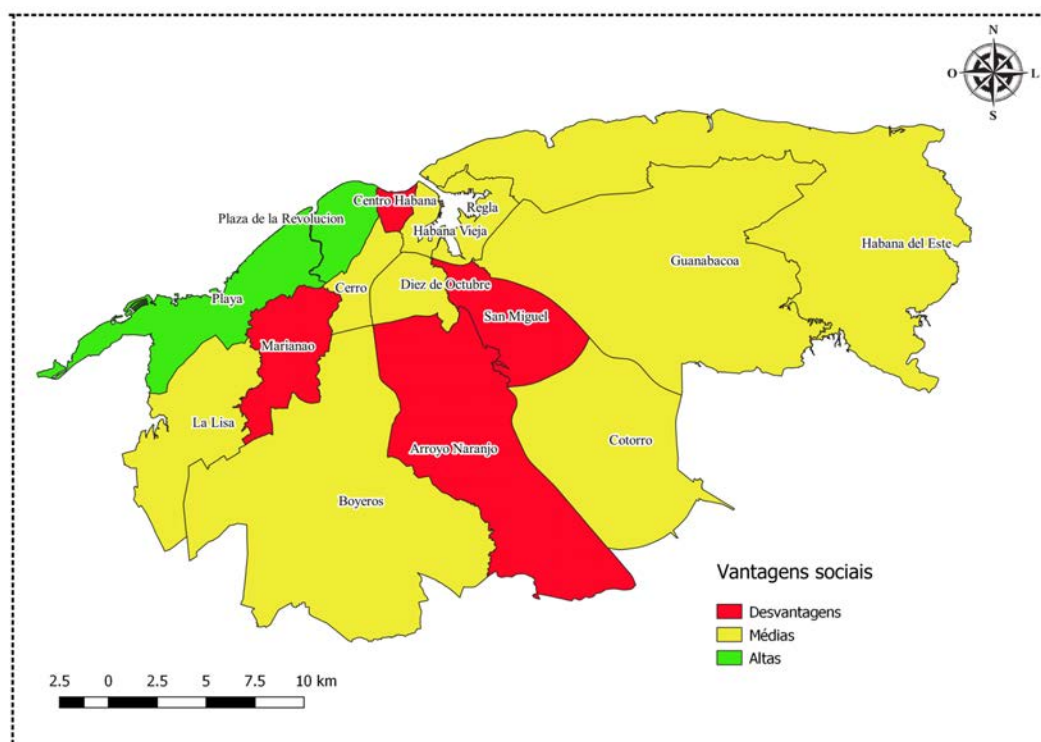 N
O
L
S
Centro Habana
Plaza de la Revolucion
Regla
Habana Vieja
Habana del Este
Guanabacoa
Cerro
Diez de Octubre
Playa
San Miguel
Marianao
La Lisa
Cotorro
Arroyo Naranjo
Boyeros
Vantagens sociais
Desvantagens
Médias
Altas
2.5 0 2.5 5 7.5 10 km